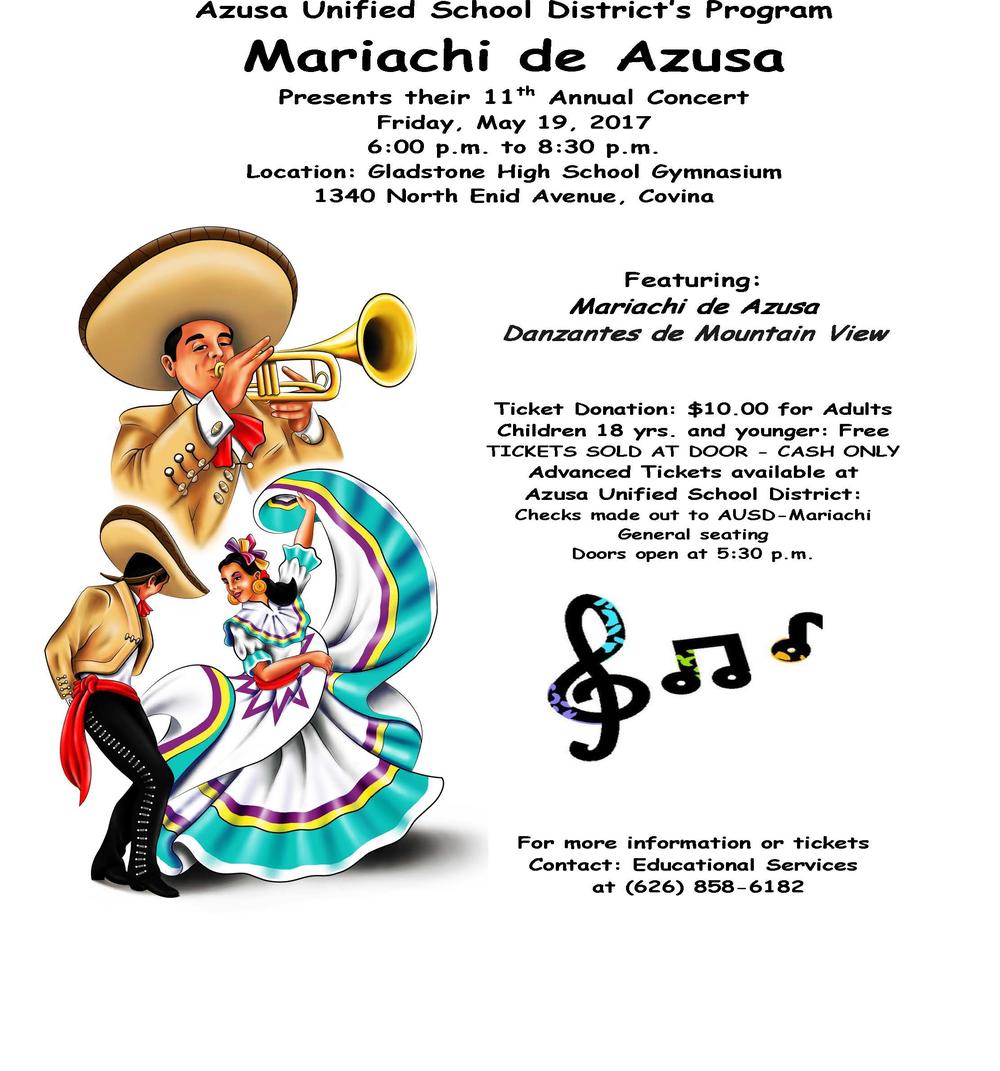 Azusa Unified School District's Program
Mariachi de Azusa
Presents their 11th Annual Concert
Friday, May 19, 2017
6:00 p.m. to 8:30 p.m.
Location: Gladstone High School Gymnasium
1340 North Enid Avenue, Covina
Featuring:
Mariachi de Azusa
Danzantes de Mountain View
Ticket Donation: $10.00 for Adults
Children 18 yrs. and younger: Free
TICKETS SOLD AT DOOR - CASH ONLY
Advanced Tickets available at
Azusa Unified School District:
Checks made out to AUSD-Mariachi
General seating
Doors open at 5:30 p.m.
For more information or tickets
Contact: Educational Services
at (626) 858-6182